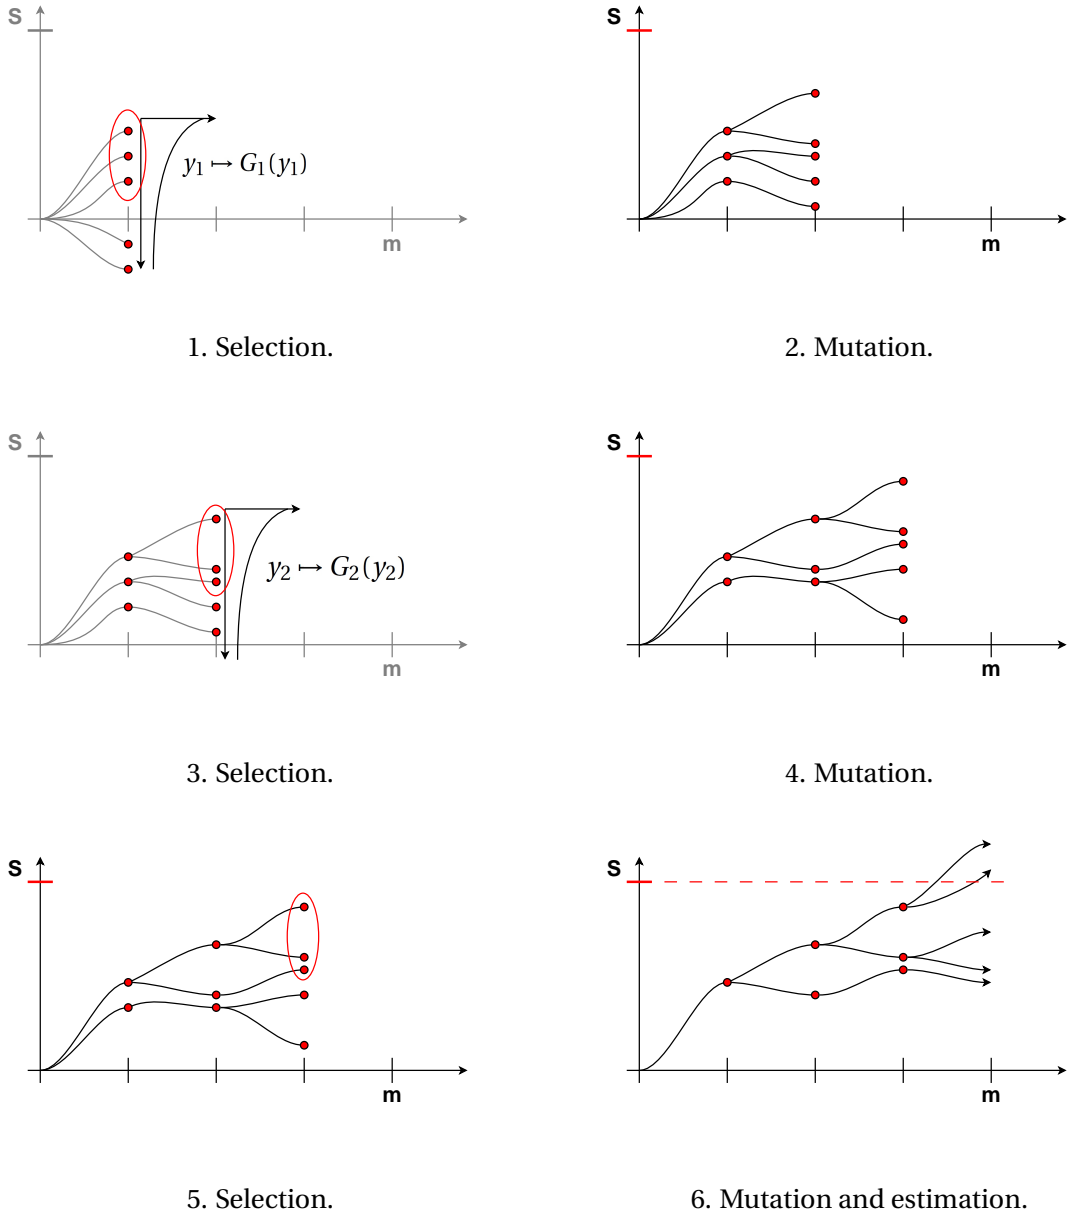 S
S
y₁ ↦ G₁(y₁)
m
m
1. Selection.
2. Mutation.
S
S
y₂ ↦ G₂(y₂)
m
m
3. Selection.
4. Mutation.
S
S
m
m
5. Selection.
6. Mutation and estimation.